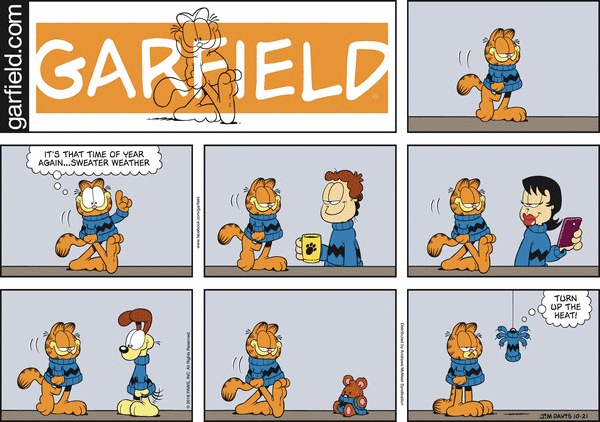 garfield.com
GARFIELD
IT'S THAT TIME OF YEAR
AGAIN...SWEATER WEATHER
www.facebook.com/garfield
© 2018 PAWS, INC. All Rights Reserved.
Distributed by Andrews McMeel Syndication
TURN
UP THE
HEAT!
JIM DAVIS 10-21